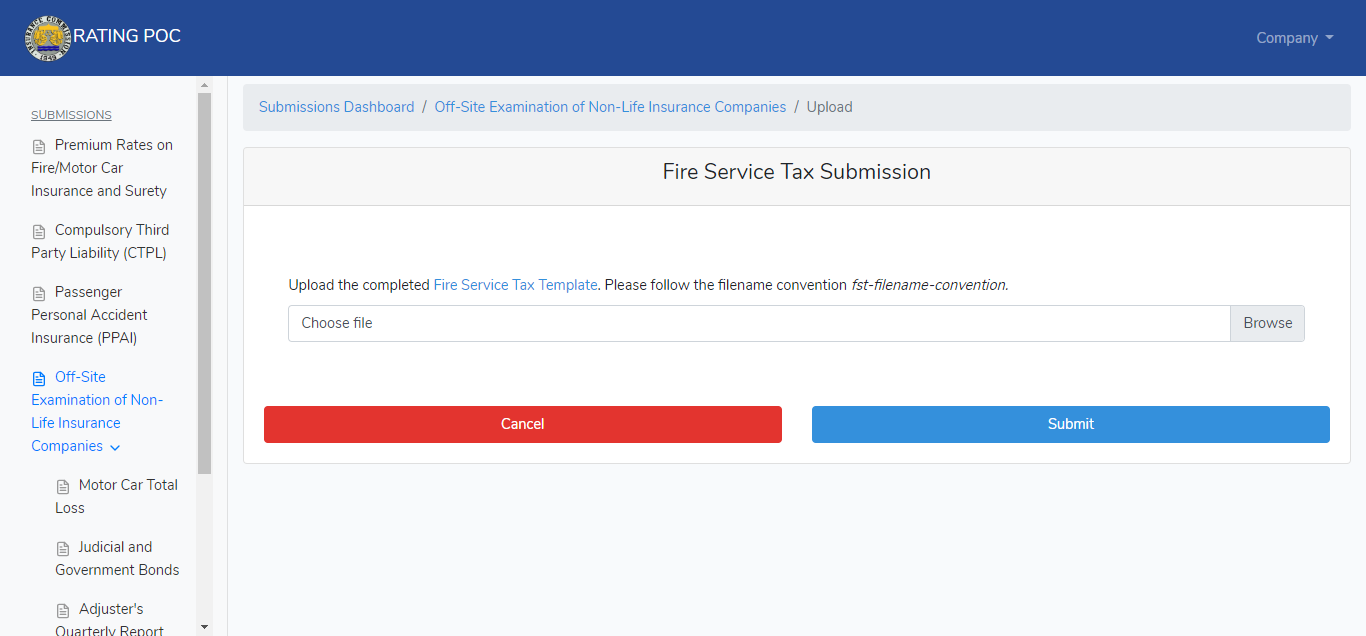 RATING POC
Company
SUBMISSIONS
Premium Rates on
Fire/Motor Car
Insurance and Surety
Compulsory Third
Party Liability (CTPL)
Passenger
Personal Accident
Insurance (PPAI)
Off-Site
Examination of Non-
Life Insurance
Companies
Motor Car Total
Loss
Judicial and
Government Bonds
Adjuster's
Quarterly Report
Submissions Dashboard / Off-Site Examination of Non-Life Insurance Companies / Upload
Fire Service Tax Submission
Upload the completed Fire Service Tax Template. Please follow the filename convention fst-filename-convention.
Choose file
Browse
Cancel
Submit